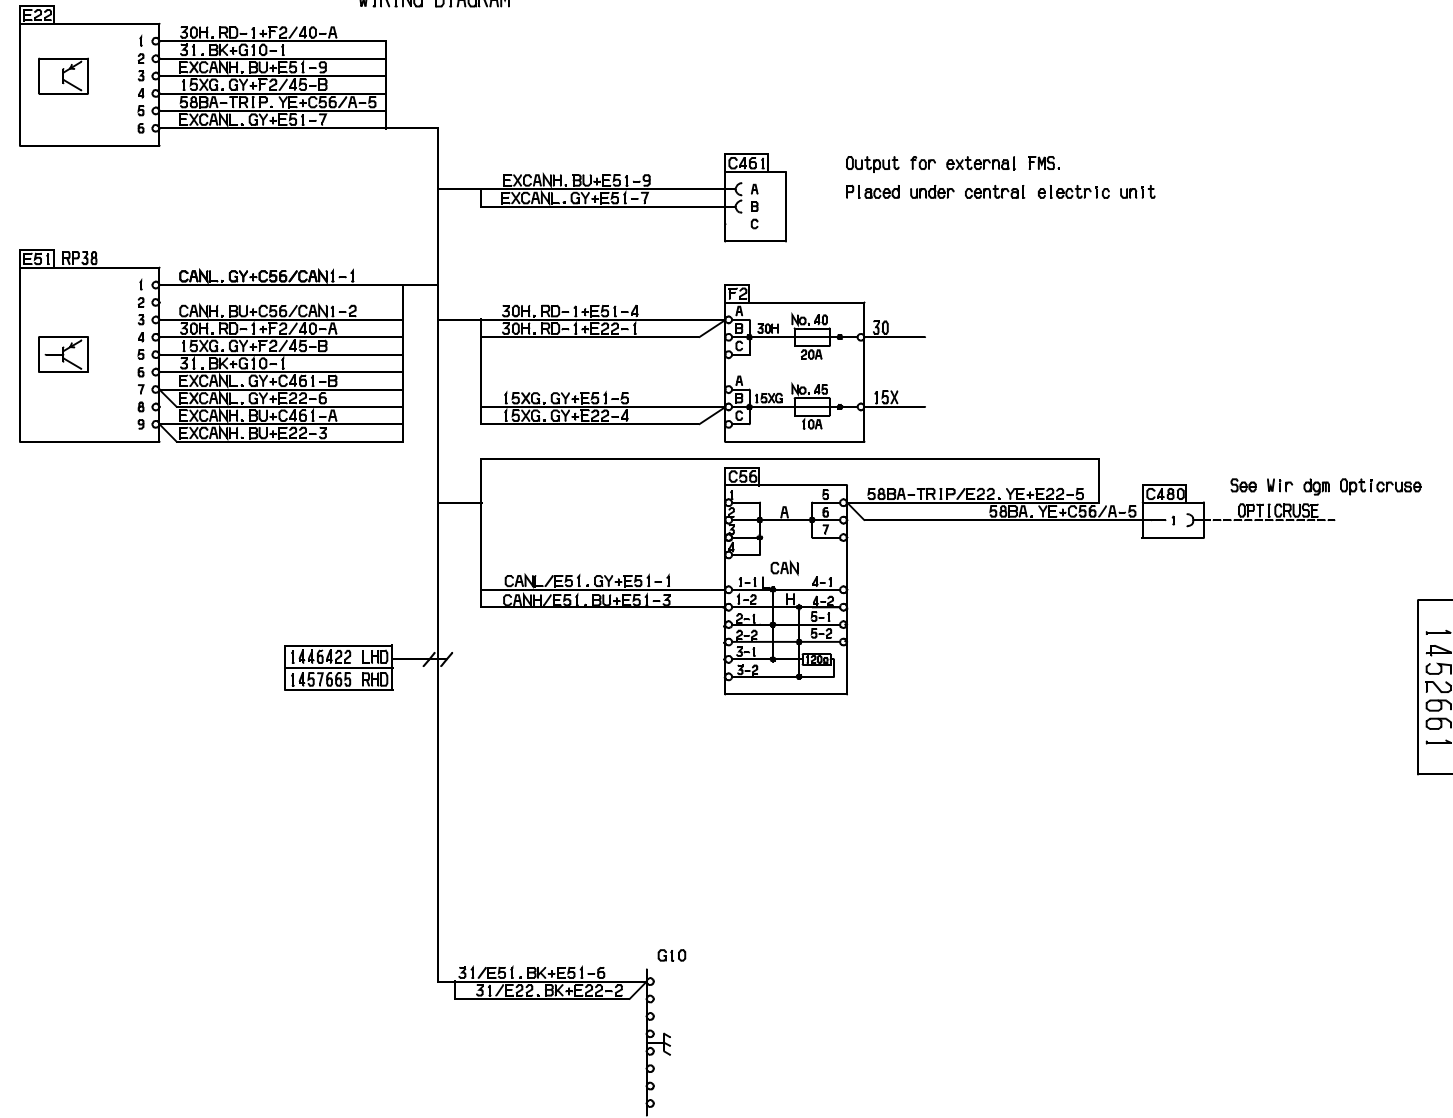 WIRING DIAGRAM
E22
1 30H.RD-1+F2/40-A
2 31.BK+G10-1
3 EXCANH.BU+E51-9
4 15XG.GY+F2/45-B
5 58BA-TRIP.YE+C56/A-5
6 EXCANL.GY+E51-7
C461
EXCANH.BU+E51-9 A
EXCANL.GY+E51-7 B
C
Output for external FMS.
Placed under central electric unit
E51 RP38
1 CANL.GY+C56/CAN1-1
2
3 CANH.BU+C56/CAN1-2
4 30H.RD-1+F2/40-A
5 15XG.GY+F2/45-B
6 31.BK+G10-1
7 EXCANL.GY+C461-B
EXCANL.GY+E22-6
8
EXCANH.BU+C461-A
9
EXCANH.BU+E22-3
F2
30H.RD-1+E51-4 A
30H.RD-1+E22-1 B 30H No.40 30
C 20A
A
15XG.GY+E51-5 B 15XG No.45 15X
15XG.GY+E22-4 C 10A
C56
1 5 58BA-TRIP/E22.YE+E22-5
2 A 6 58BA.YE+C56/A-5
3 7
4
C480
1
See Wir dgm Opticruse
OPTICRUSE
CAN
CANL/E51.GY+E51-1 1-1 L 4-1
CANH/E51.BU+E51-3 1-2 H 4-2
2-1 5-1
2-2 5-2
3-1 120Ω
3-2
1446422 LHD
1457665 RHD
1452661
G10
31/E51.BK+E51-6
31/E22.BK+E22-2